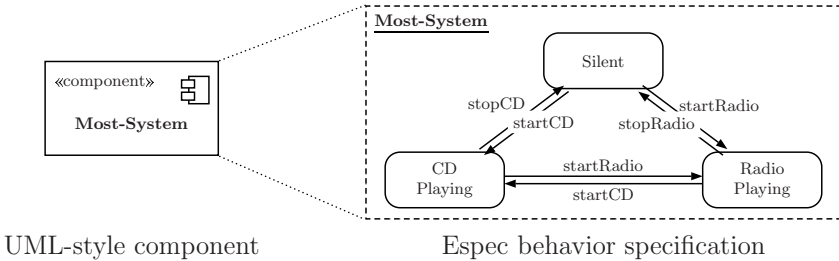 Most-System
Silent
«component»
Most-System
stopCD
startCD
startRadio
stopRadio
CD
Playing
startRadio
startCD
Radio
Playing
UML-style component
Espec behavior specification